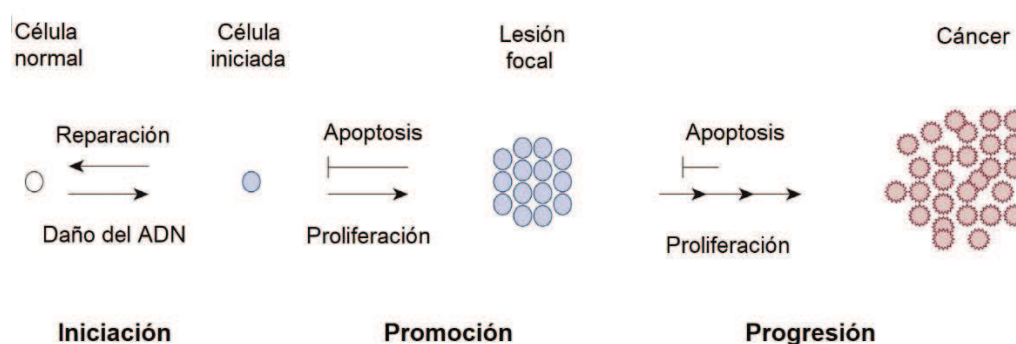 Célula
normal
Célula
iniciada
Lesión
focal
Cáncer
Reparación
Daño del ADN
Apoptosis
Proliferación
Apoptosis
Proliferación
Iniciación
Promoción
Progresión